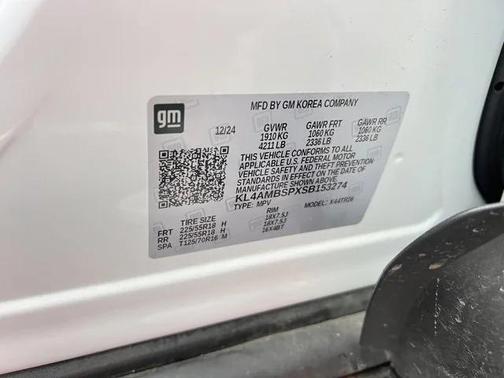 gm
MFD BY GM KOREA COMPANY
12/24 GVWR GAWR FRT GAWR RR
1910 KG 1060 KG 1060 KG
4211 LB 2336 LB 2336 LB
THIS VEHICLE CONFORMS TO ALL
APPLICABLE U.S. FEDERAL MOTOR
VEHICLE SAFETY AND THEFT
PREVENTION STANDARDS IN EFFECT
ON THE DATE OF
MANUFACTURE SHOWN ABOVE.
KL4AMBSPXSB153274
TYPE: MPV MODEL: X44TR26
TIRE SIZE RIM
FRT 225/55R18 H 18X7.5J
RR 225/55R18 H 18X7.5J
SPA T125/70R16 M 16X4BT